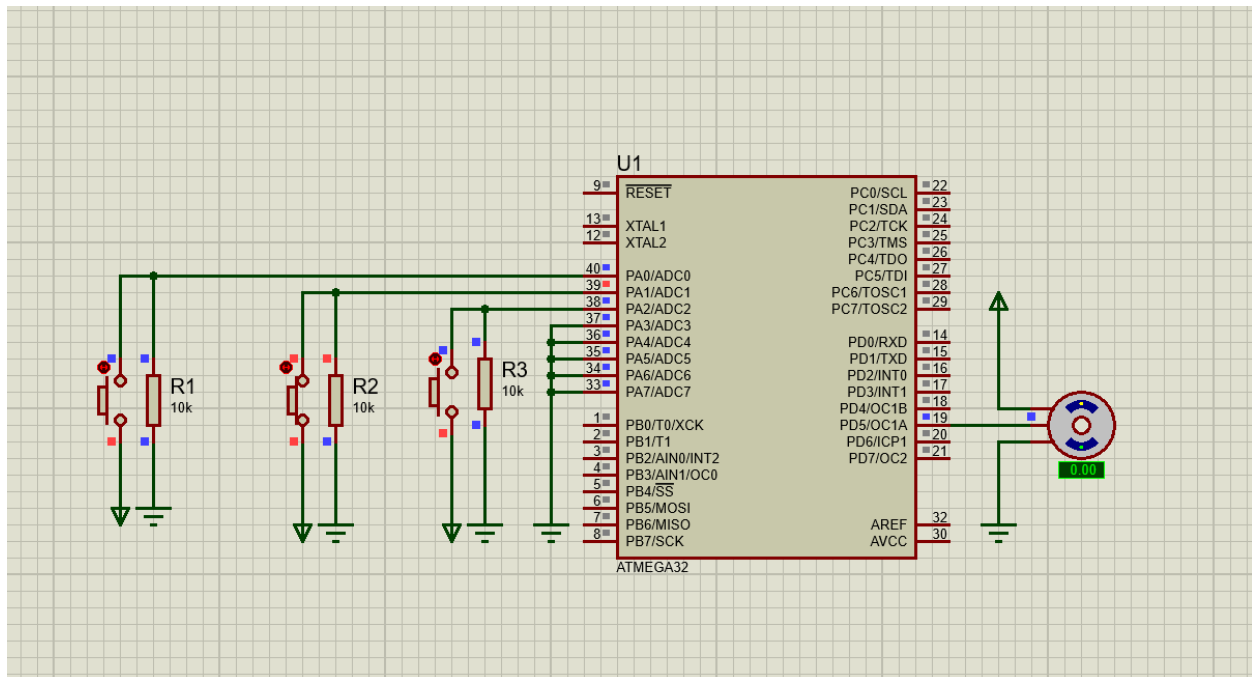 U1
9
RESET
13
XTAL1
12
XTAL2
40
PA0/ADC0
39
PA1/ADC1
38
PA2/ADC2
37
PA3/ADC3
36
PA4/ADC4
35
PA5/ADC5
34
PA6/ADC6
33
PA7/ADC7
1
PB0/T0/XCK
2
PB1/T1
3
PB2/AIN0/INT2
4
PB3/AIN1/OC0
5
PB4/SS
6
PB5/MOSI
7
PB6/MISO
8
PB7/SCK
PC0/SCL
22
PC1/SDA
23
PC2/TCK
24
PC3/TMS
25
PC4/TDO
26
PC5/TDI
27
PC6/TOSC1
28
PC7/TOSC2
29
PD0/RXD
14
PD1/TXD
15
PD2/INT0
16
PD3/INT1
17
PD4/OC1B
18
PD5/OC1A
19
PD6/ICP1
20
PD7/OC2
21
AREF
32
AVCC
30
ATMEGA32
R1
10k
R2
10k
R3
10k
0.00